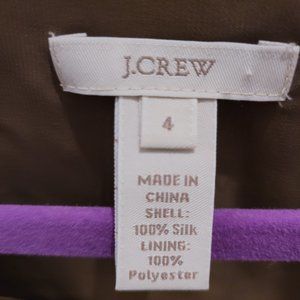 J.CREW
4
MADE IN
CHINA
SHELL:
100% Silk
LINING:
100%
Polyester